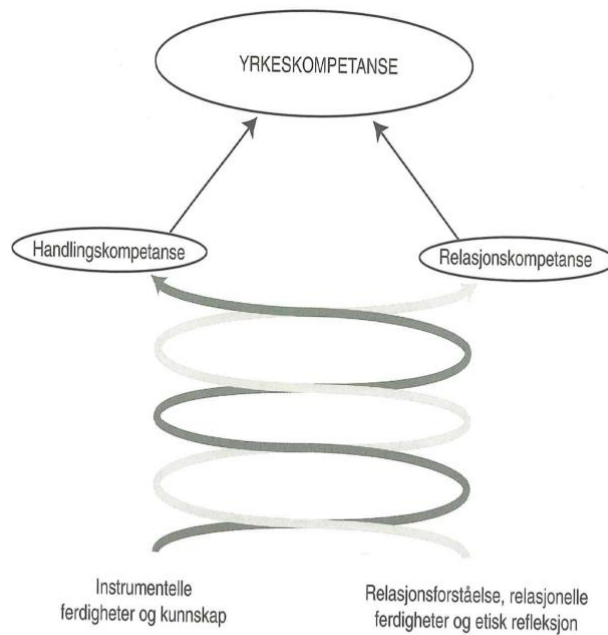 YRKESKOMPETANSE
Handlingskompetanse
Relasjonskompetanse
Instrumentelle
ferdigheter og kunnskap
Relasjonsforståelse, relasjonelle
ferdigheter og etisk refleksjon